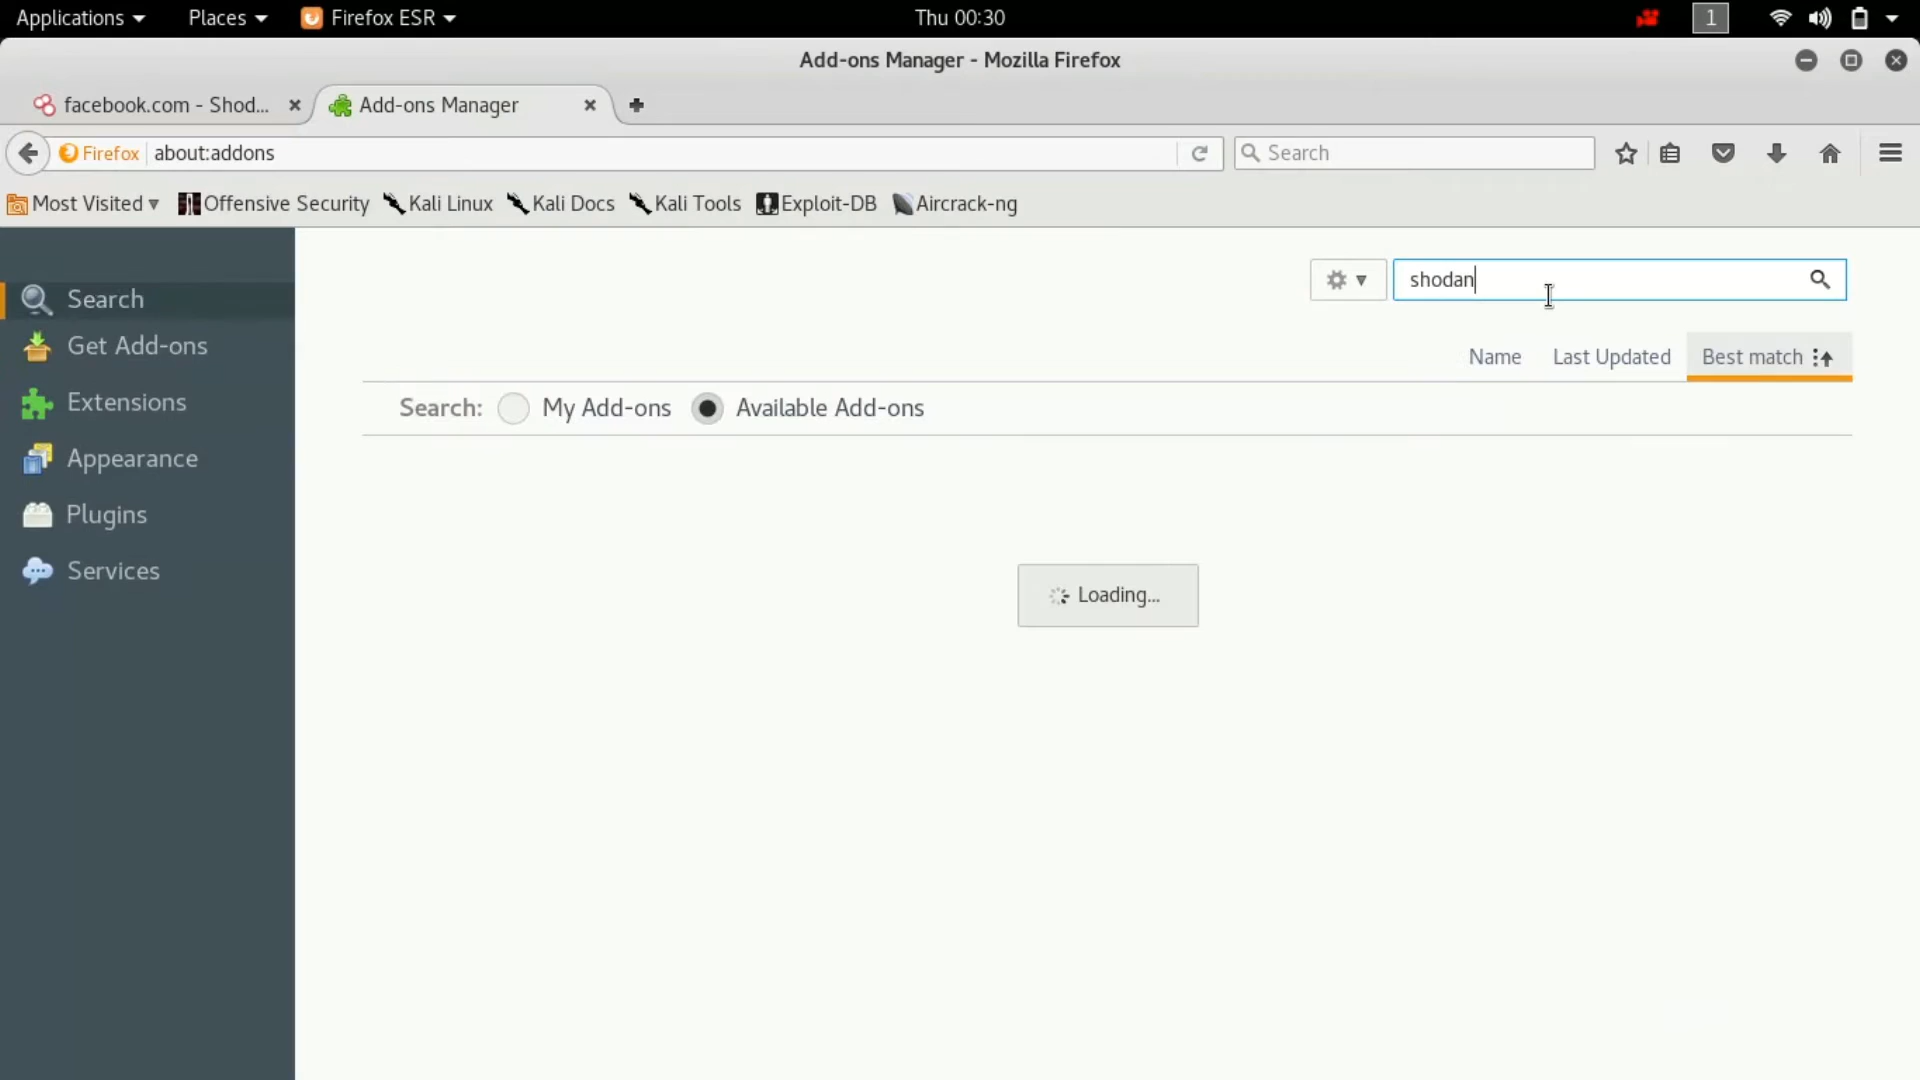 Applications Places Firefox ESR Thu 00:30 1
Add-ons Manager - Mozilla Firefox
facebook.com - Shod... Add-ons Manager
Firefox about:addons Search
Most Visited Offensive Security Kali Linux Kali Docs Kali Tools Exploit-DB Aircrack-ng
shodan
Search
Get Add-ons
Extensions
Appearance
Plugins
Services
Name Last Updated Best match
Search: My Add-ons Available Add-ons
Loading...